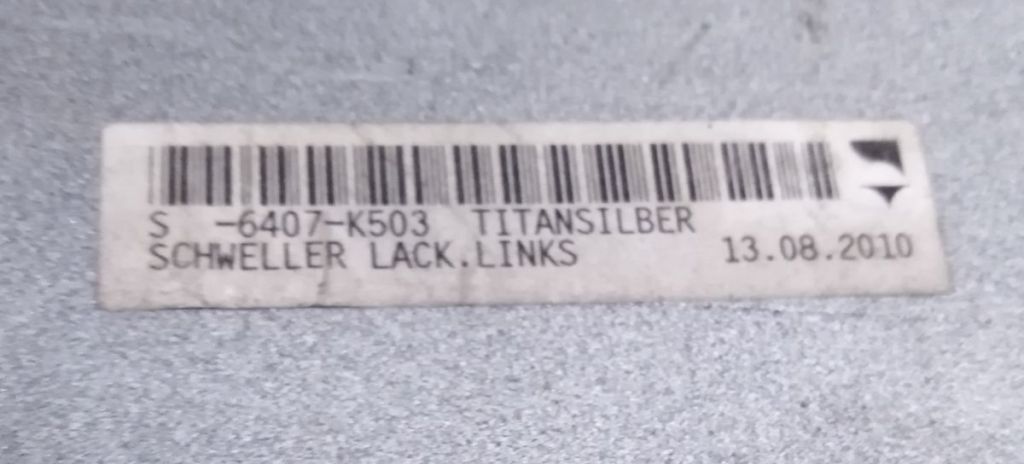 S -6407-K503 TITANSILBER
SCHWELLER LACK.LINKS 13.08.2010